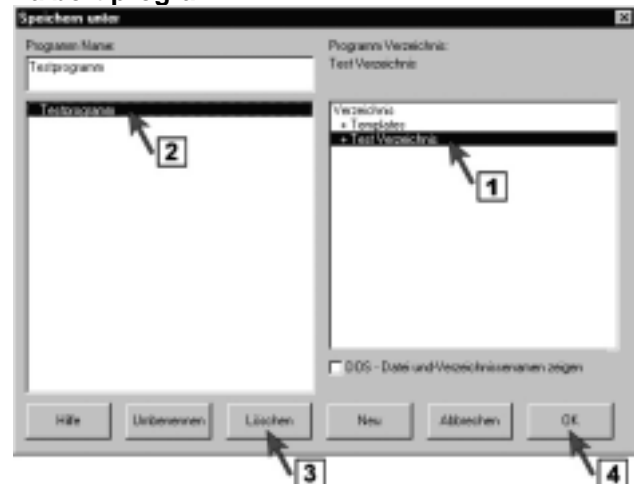 Speichern unter
Programm Name:
Testprogramm
Programm Verzeichnis:
Test Verzeichnis
Testprogramm
Verzeichnis
+ Templates
+ Test Verzeichnis
2
1
DOS - Datei und Verzeichnissenamen zeigen
Hilfe
Umbenennen
Löschen
Neu
Abbrechen
OK
3
4